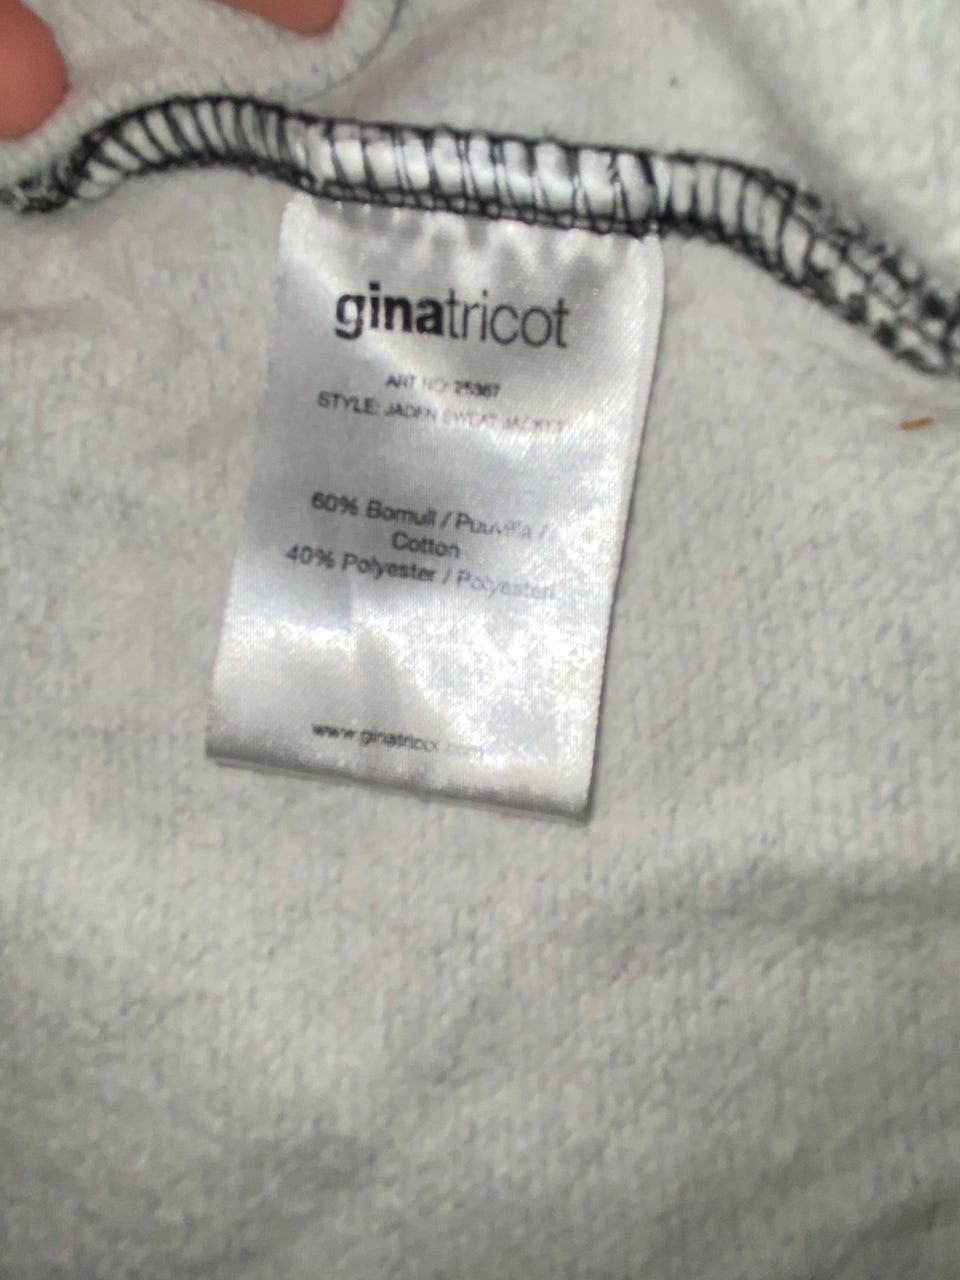 ginatricot
ART NO: 25367
STYLE: JADEN SWEAT JACKET
60% Bomull / Puuvilla /
Cotton
40% Polyester / Polyesteri
www.ginatricot.com